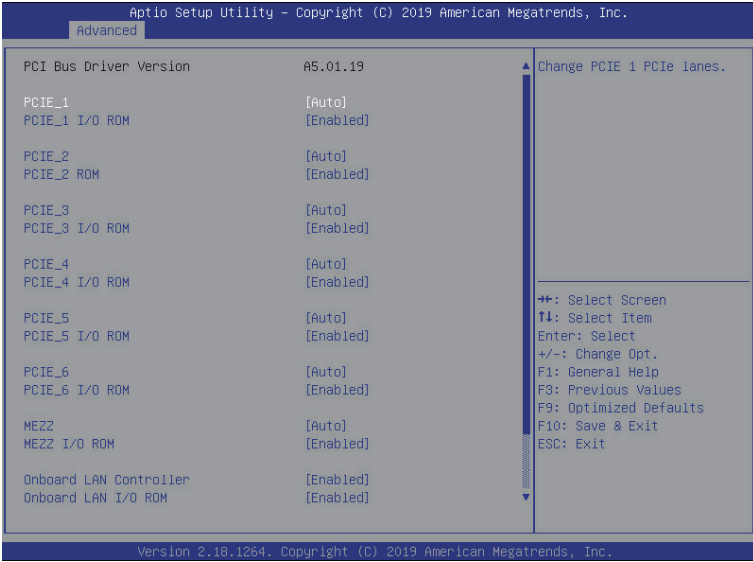 Aptio Setup Utility – Copyright (C) 2019 American Megatrends, Inc.
Advanced
PCI Bus Driver Version A5.01.19
PCIE_1 [Auto]
PCIE_1 I/O ROM [Enabled]
PCIE_2 [Auto]
PCIE_2 ROM [Enabled]
PCIE_3 [Auto]
PCIE_3 I/O ROM [Enabled]
PCIE_4 [Auto]
PCIE_4 I/O ROM [Enabled]
PCIE_5 [Auto]
PCIE_5 I/O ROM [Enabled]
PCIE_6 [Auto]
PCIE_6 I/O ROM [Enabled]
MEZZ [Auto]
MEZZ I/O ROM [Enabled]
Onboard LAN Controller [Enabled]
Onboard LAN I/O ROM [Enabled]
Change PCIE 1 PCIe lanes.
→←: Select Screen
↑↓: Select Item
Enter: Select
+/-: Change Opt.
F1: General Help
F3: Previous Values
F9: Optimized Defaults
F10: Save & Exit
ESC: Exit
Version 2.18.1264. Copyright (C) 2019 American Megatrends, Inc.